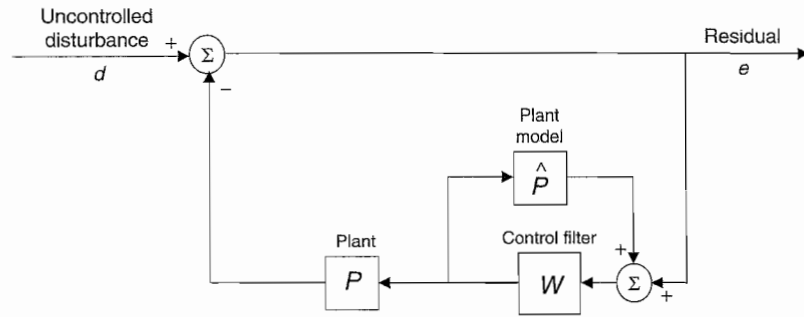 Uncontrolled
disturbance
+
Σ
d
−
Residual
e
Plant
model
^
P
Plant
P
Control filter
W
+
Σ
+